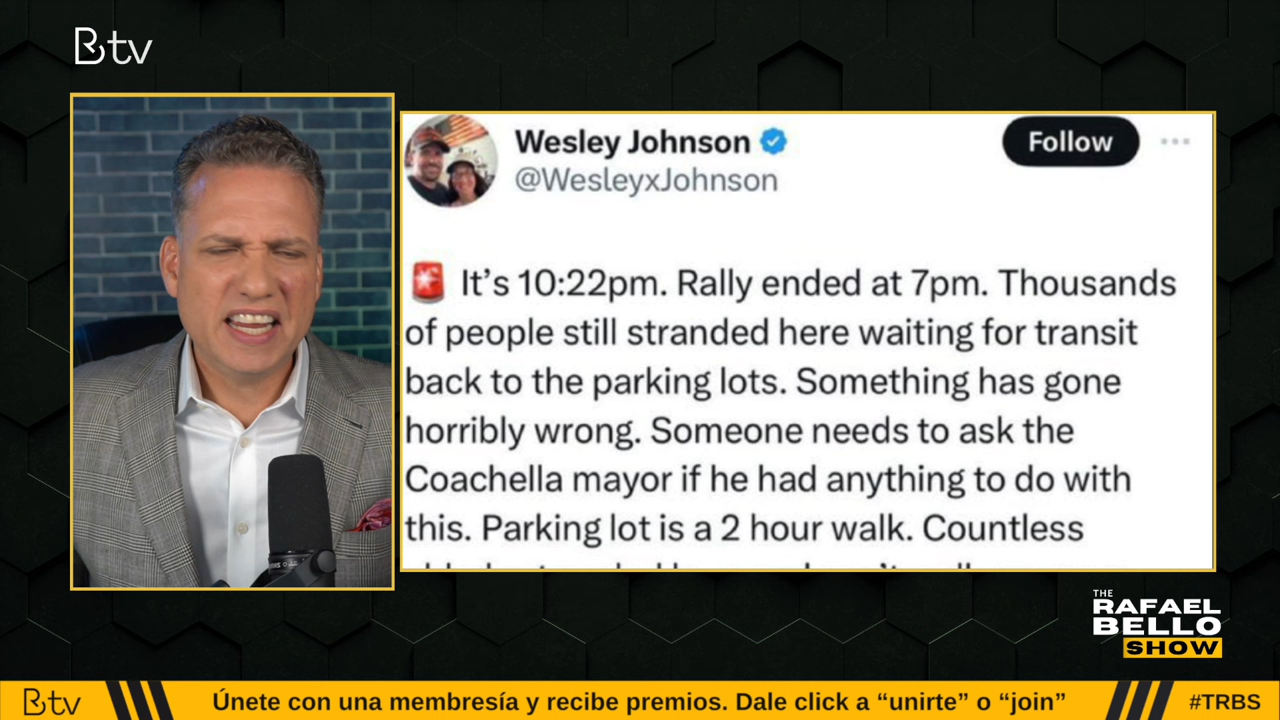 Btv
Wesley Johnson
@WesleyxJohnson
Follow
It’s 10:22pm. Rally ended at 7pm. Thousands
of people still stranded here waiting for transit
back to the parking lots. Something has gone
horribly wrong. Someone needs to ask the
Coachella mayor if he had anything to do with
this. Parking lot is a 2 hour walk. Countless
THE
RAFAEL
BELLO
SHOW
Btv
Únete con una membresía y recibe premios. Dale click a “unirte” o “join”
#TRBS